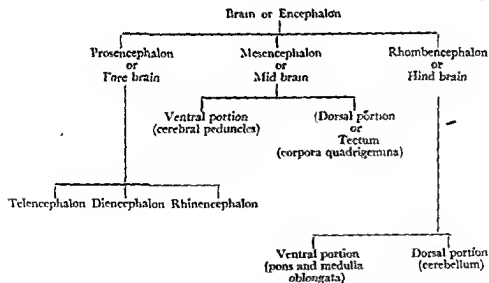 Brain or Encephalon
Prosencephalon
or
Fore brain
Mesencephalon
or
Mid brain
Rhombencephalon
or
Hind brain
Ventral portion
(cerebral peduncles)
(Dorsal portion
or
Tectum
(corpora quadrigemina)
Telencephalon Diencephalon Rhinencephalon
Ventral portion
(pons and medulla
oblongata)
Dorsal portion
(cerebellum)